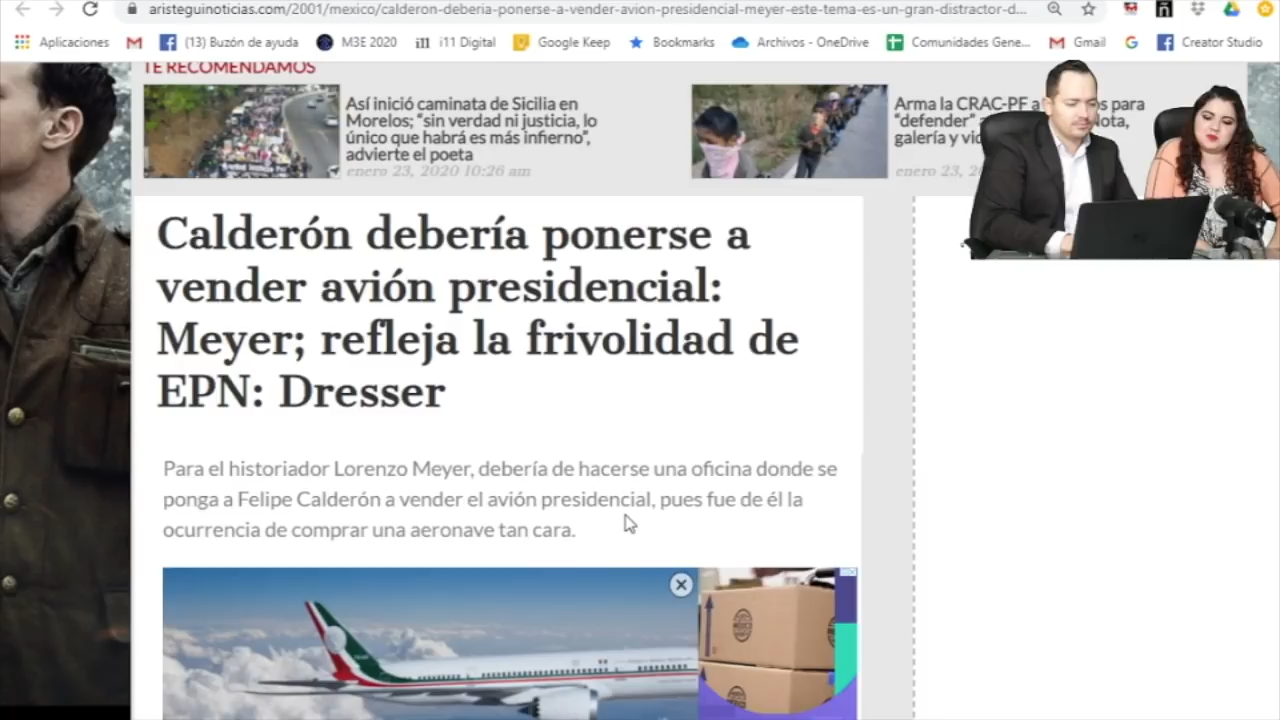 aristeguinoticias.com/2001/mexico/calderon-deberia-ponerse-a-vender-avion-presidencial-meyer-este-tema-es-un-gran-distractor-d...
Aplicaciones
(13) Buzón de ayuda
M3E 2020
i11 Digital
Google Keep
Bookmarks
Archivos - OneDrive
Comunidades Gene...
Gmail
Creator Studio
TE RECOMENDAMOS
Así inició caminata de Sicilia en
Morelos; "sin verdad ni justicia, lo
único que habrá es más infierno",
advierte el poeta
enero 23, 2020 10:26 am
Arma la CRAC-PF a para
"defender"
galería y
enero 23,
Calderón debería ponerse a
vender avión presidencial:
Meyer; refleja la frivolidad de
EPN: Dresser
Para el historiador Lorenzo Meyer, debería de hacerse una oficina donde se
ponga a Felipe Calderón a vender el avión presidencial, pues fue de él la
ocurrencia de comprar una aeronave tan cara.